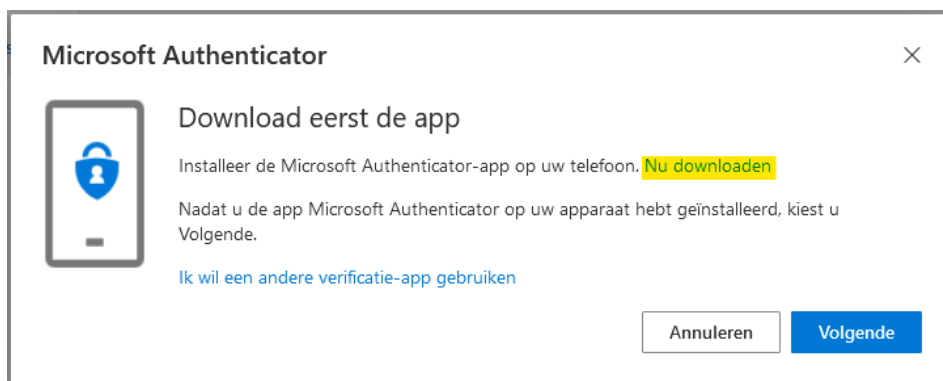 Microsoft Authenticator
Download eerst de app
Installeer de Microsoft Authenticator-app op uw telefoon. Nu downloaden
Nadat u de app Microsoft Authenticator op uw apparaat hebt geïnstalleerd, kiest u
Volgende.
Ik wil een andere verificatie-app gebruiken
Annuleren Volgende